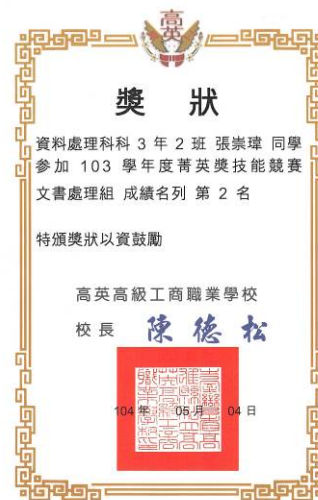 高英
獎 狀
資料處理科科 3 年 2 班 張崇瑋 同學
參加 103 學年度菁英獎技能競賽
文書處理組 成績名列 第 2 名
特頒獎狀以資鼓勵
高英高級工商職業學校
校長 陳德松
104 年 05 月 04 日